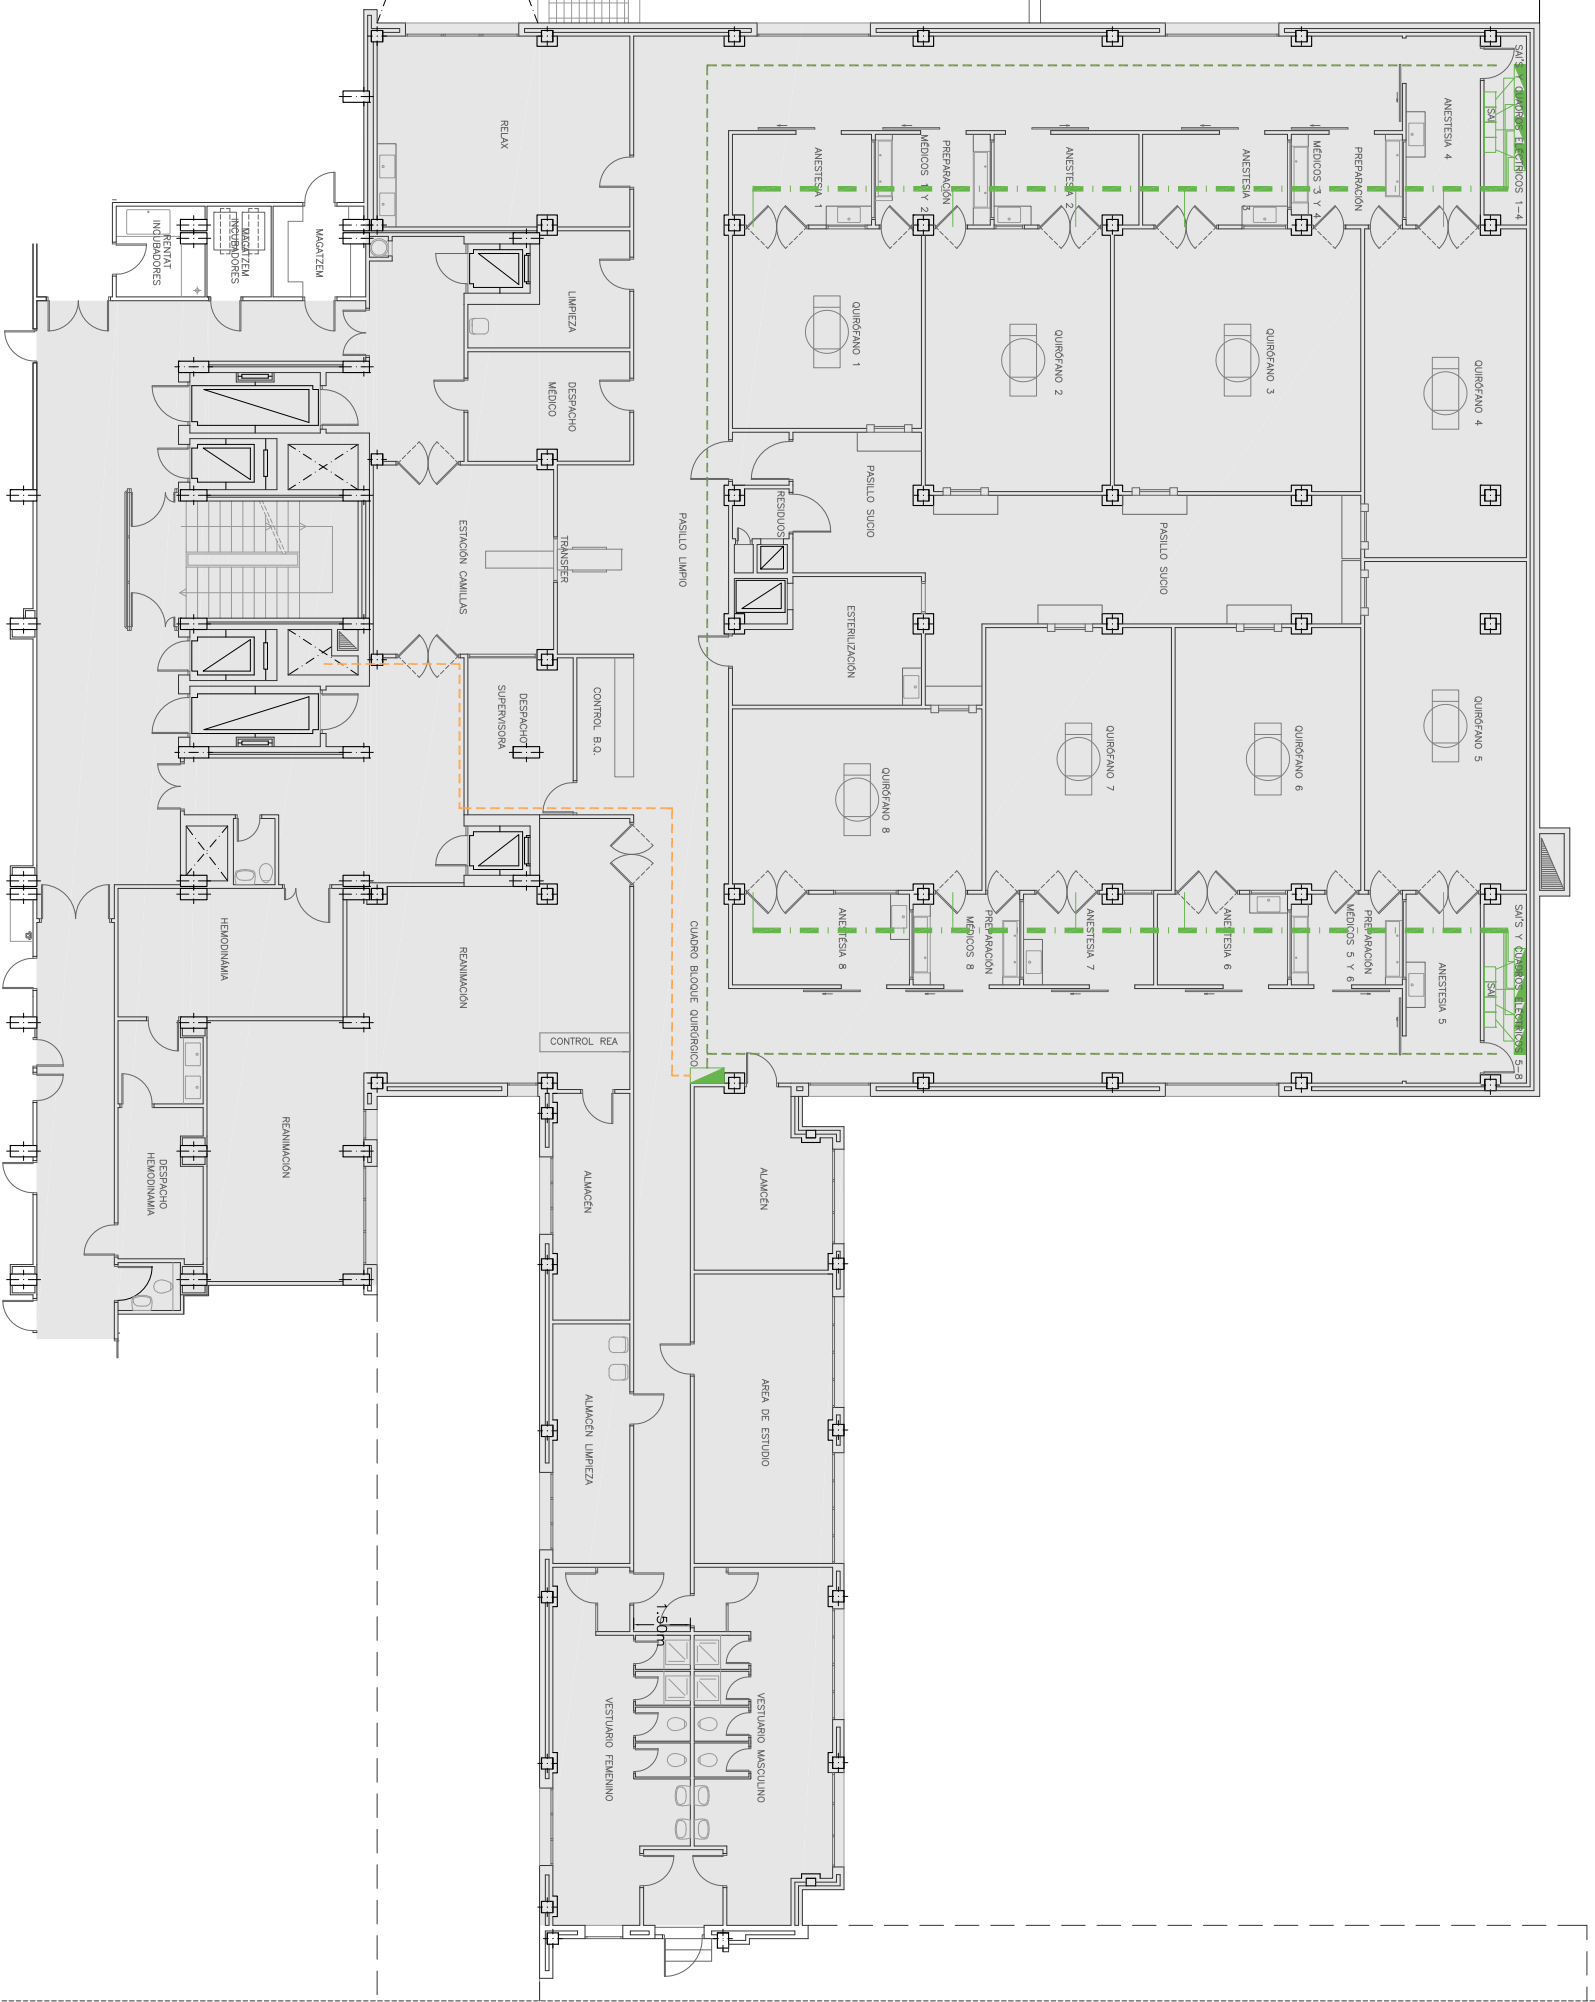 RELAX
ANESTESIA 1
MÉDICOS 1 Y 2
PREPARACIÓN
ANESTESIA 2
ANESTESIA 3
MÉDICOS 3 Y 4
PREPARACIÓN
ANESTESIA 4
SAI
SAI'S Y CUADROS ELÉCTRICOS 1-4
RENTAT
INCUBADORES
MAGATZEM
INCUBADORES
MAGATZEM
LIMPIEZA
DESPACHO
MÉDICO
QUIRÓFANO 1
QUIRÓFANO 2
QUIRÓFANO 3
QUIRÓFANO 4
ESTACIÓN CAMILLAS
TRANSFER
PASILLO LIMPIO
RESIDUOS
PASILLO SUCIO
PASILLO SUCIO
ESTERILIZACIÓN
DESPACHO
SUPERVISORA
CONTROL B.Q.
QUIRÓFANO 8
QUIRÓFANO 7
QUIRÓFANO 6
QUIRÓFANO 5
HEMODINÁMIA
REANIMACIÓN
CONTROL REA
CUADRO BLOQUE QUIRÚRGICO
ANESTESIA 8
MÉDICOS 8
PREPARACIÓN
ANESTESIA 7
ANESTESIA 6
MÉDICOS 5 Y 6
PREPARACIÓN
ANESTESIA 5
SAI
SAI'S Y CUADROS ELÉCTRICOS 5-8
REANIMACIÓN
DESPACHO
HEMODINAMIA
ALMACÉN
ALAMCÉN
ALMACÉN LIMPIEZA
AREA DE ESTUDIO
1.50m
VESTUARIO FEMENINO
VESTUARIO MASCULINO